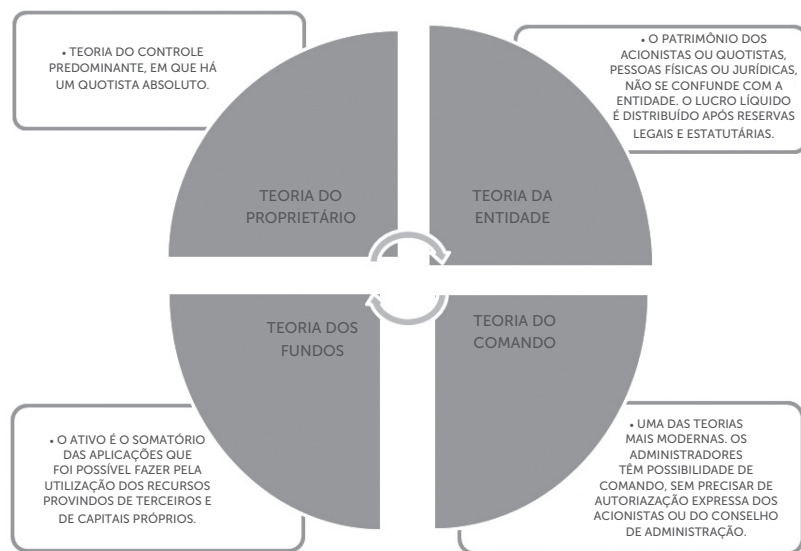 • TEORIA DO CONTROLE
PREDOMINANTE, EM QUE HÁ
UM QUOTISTA ABSOLUTO.
• O PATRIMÔNIO DOS
ACIONISTAS OU QUOTISTAS,
PESSOAS FÍSICAS OU JURÍDICAS,
NÃO SE CONFUNDE COM A
ENTIDADE. O LUCRO LÍQUIDO
É DISTRIBUÍDO APÓS RESERVAS
LEGAIS E ESTATUTÁRIAS.
TEORIA DO
PROPRIETÁRIO
TEORIA DA
ENTIDADE
TEORIA DOS
FUNDOS
TEORIA DO
COMANDO
• O ATIVO É O SOMATÓRIO
DAS APLICAÇÕES QUE
FOI POSSÍVEL FAZER PELA
UTILIZAÇÃO DOS RECURSOS
PROVINDOS DE TERCEIROS E
DE CAPITAIS PRÓPRIOS.
• UMA DAS TEORIAS
MAIS MODERNAS. OS
ADMINISTRADORES
TÊM POSSIBILIDADE DE
COMANDO, SEM PRECISAR DE
AUTORIAZAÇÃO EXPRESSA DOS
ACIONISTAS OU DO CONSELHO
DE ADMINISTRAÇÃO.